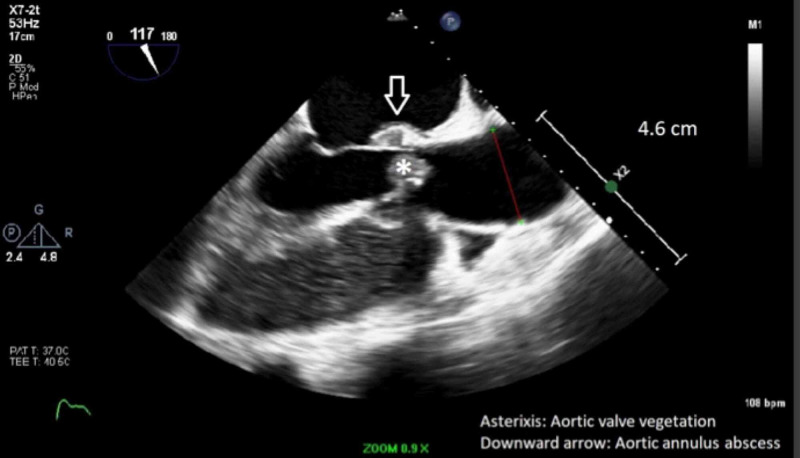 X7-2t
53Hz
17cm
0 117 180
P
M1
2D
55%
C 51
P Mod
HPen
4.6 cm
X2
*
G
P R
2.4 4.8
PAT T: 37.0C
TEE T: 40.6C
108 bpm
Asterixis: Aortic valve vegetation
Downward arrow: Aortic annulus abscess
ZOOM 0.9 X